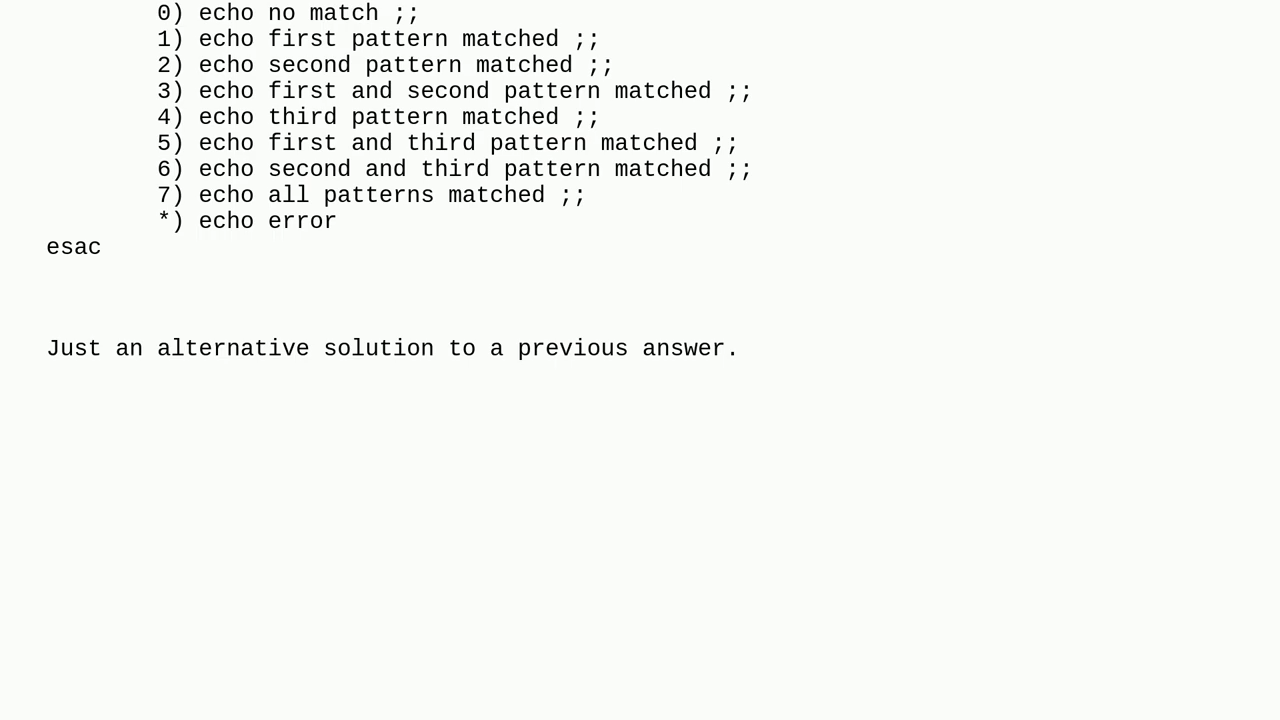 0) echo no match ;;
1) echo first pattern matched ;;
2) echo second pattern matched ;;
3) echo first and second pattern matched ;;
4) echo third pattern matched ;;
5) echo first and third pattern matched ;;
6) echo second and third pattern matched ;;
7) echo all patterns matched ;;
*) echo error
esac
Just an alternative solution to a previous answer.